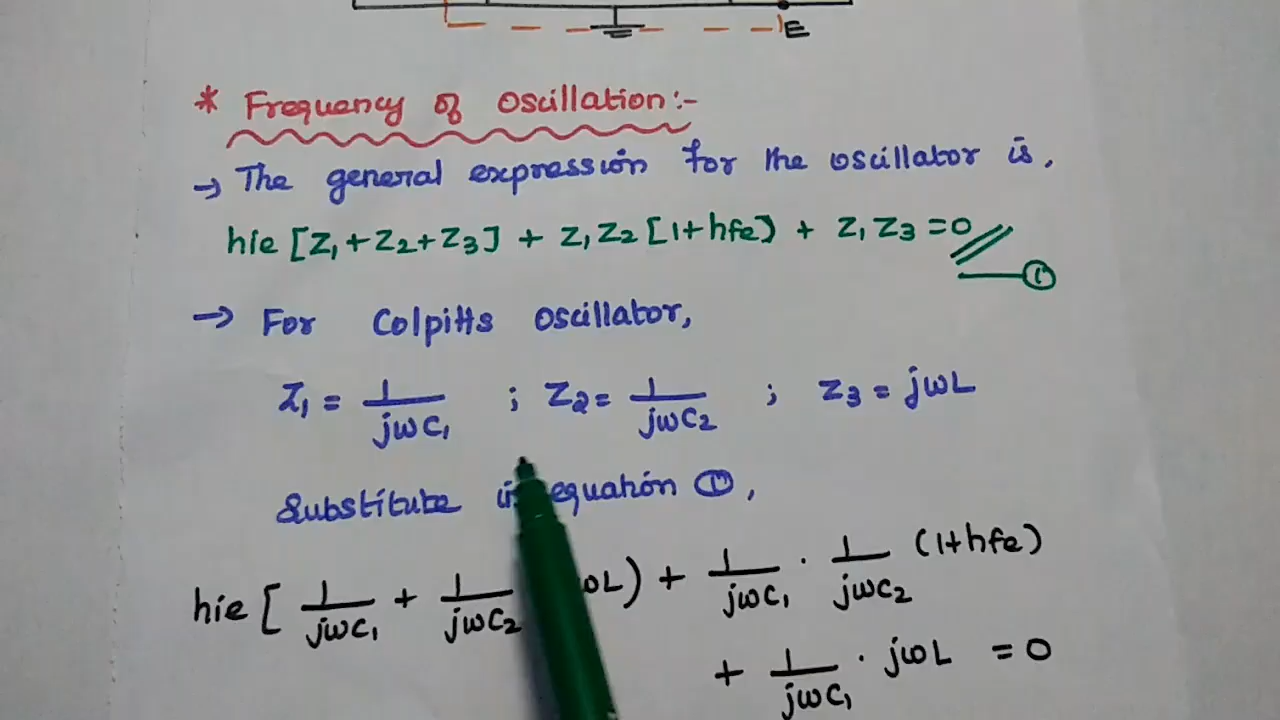 E
* Frequency of Oscillation:-
→ The general expression for the oscillator is,
hie [Z₁+Z₂+Z₃] + Z₁Z₂ [1+hfe) + Z₁Z₃ =0
①
→ For Colpitts oscillator,
Z₁ = 1/jωC₁ ; Z₂ = 1/jωC₂ ; Z₃ = jωL
Substitute equation ①,
hie [ 1/jωC₁ + 1/jωC₂ ωL) + 1/jωC₁ · 1/jωC₂ (1+hfe)
+ 1/jωC₁ · jωL = 0